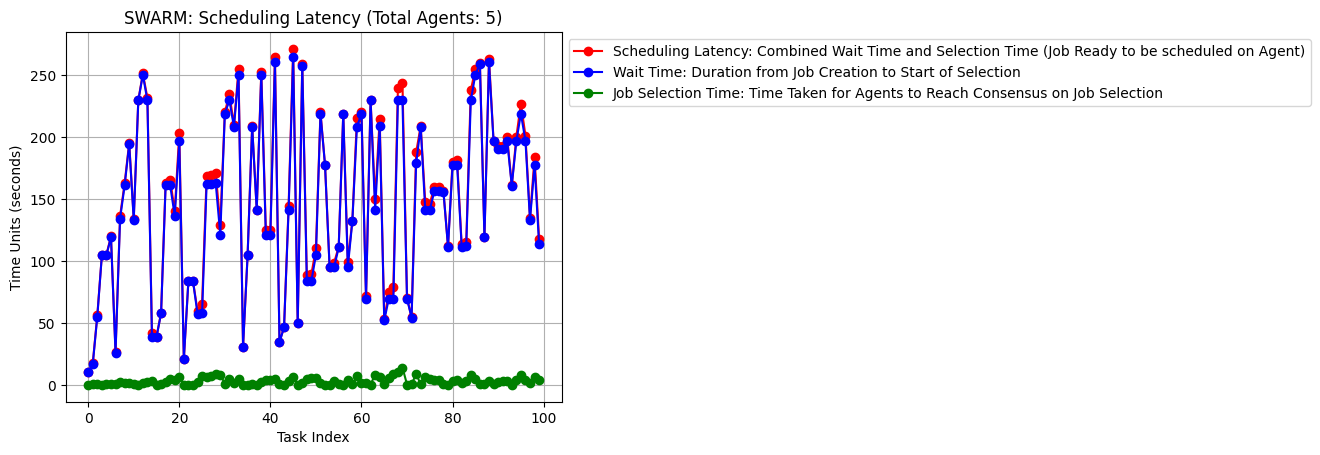 SWARM: Scheduling Latency (Total Agents: 5)
Scheduling Latency: Combined Wait Time and Selection Time (Job Ready to be scheduled on Agent)
Wait Time: Duration from Job Creation to Start of Selection
Job Selection Time: Time Taken for Agents to Reach Consensus on Job Selection
Time Units (seconds)
250
200
150
100
50
0
0 20 40 60 80 100
Task Index